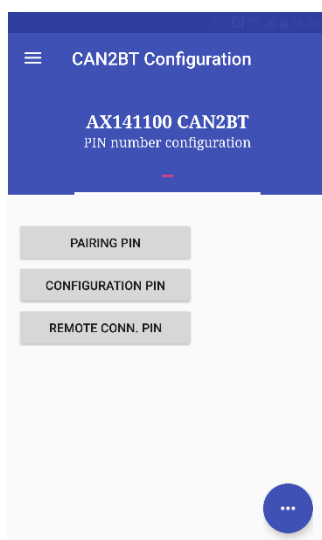 CAN2BT Configuration
AX141100 CAN2BT
PIN number configuration
PAIRING PIN
CONFIGURATION PIN
REMOTE CONN. PIN